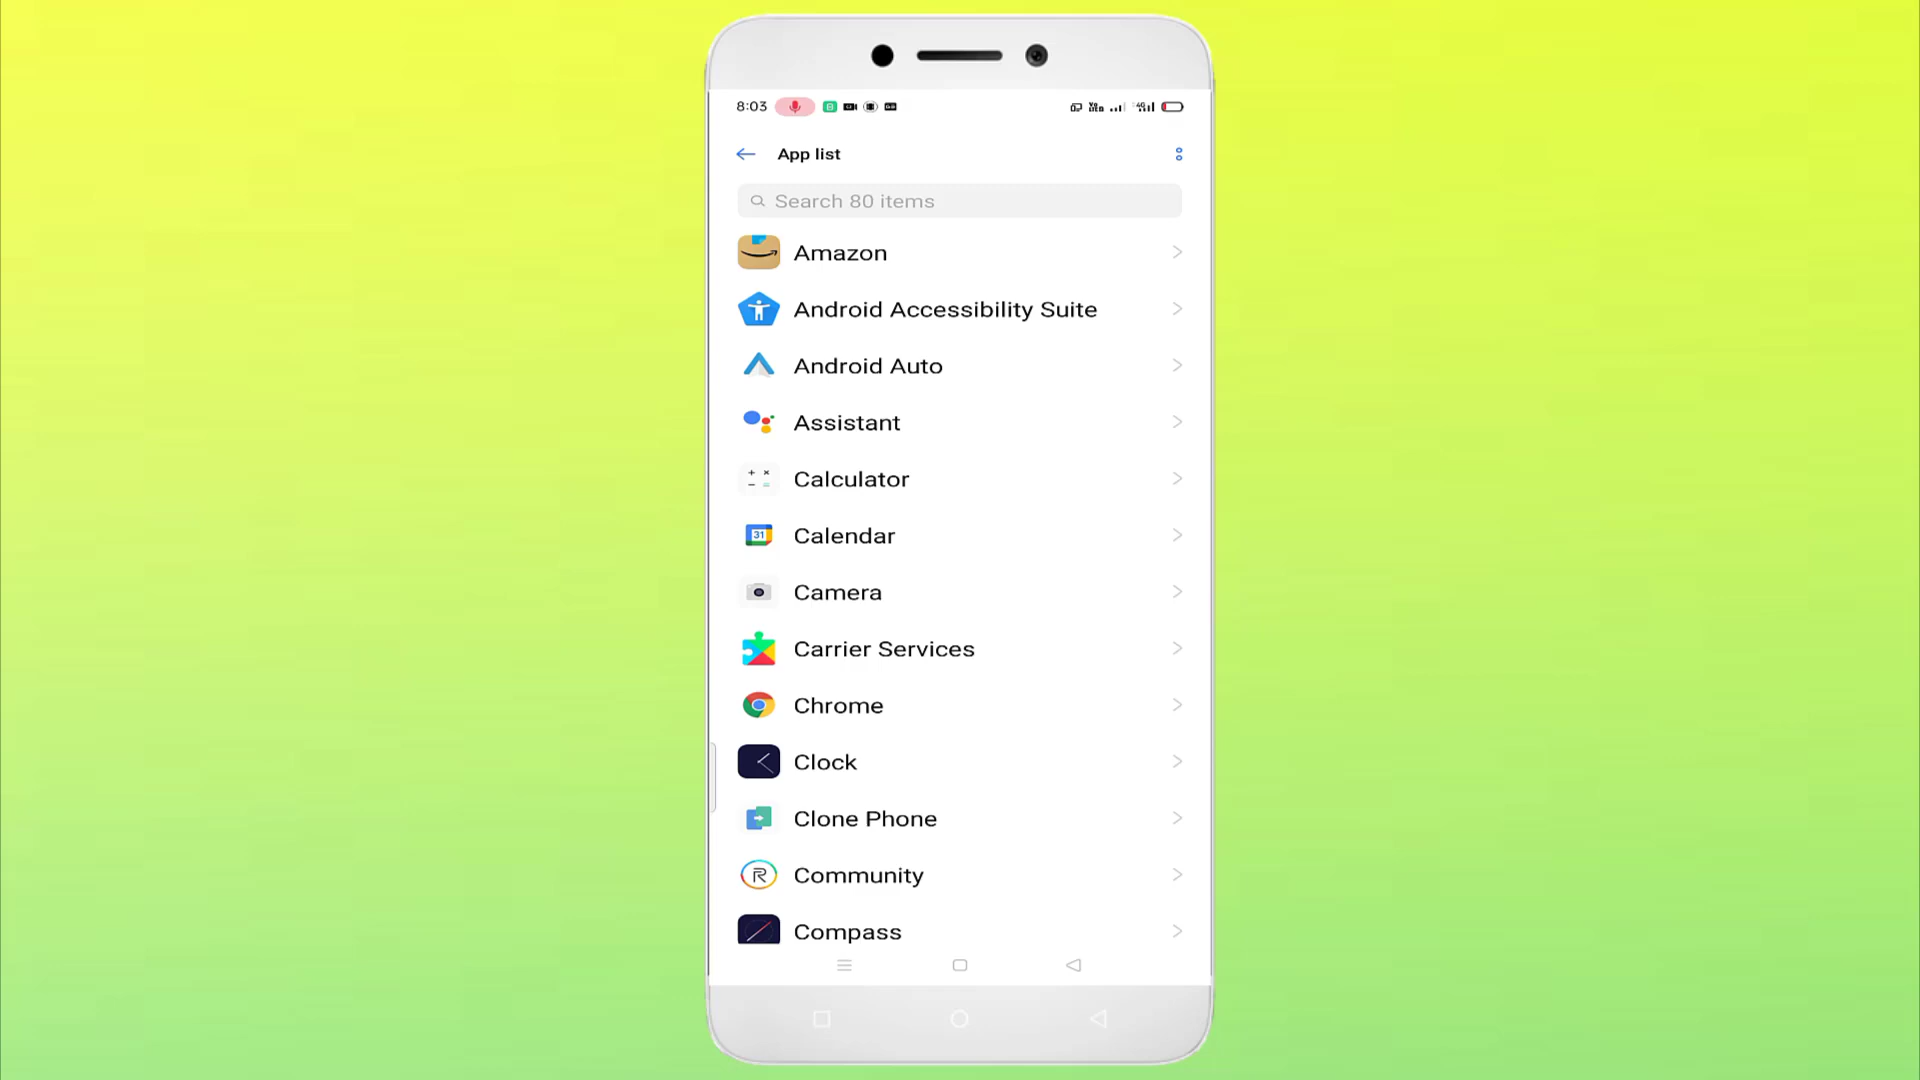 8:03
App list
Search 80 items
Amazon
Android Accessibility Suite
Android Auto
Assistant
Calculator
31
Calendar
Camera
Carrier Services
Chrome
Clock
Clone Phone
R
Community
Compass